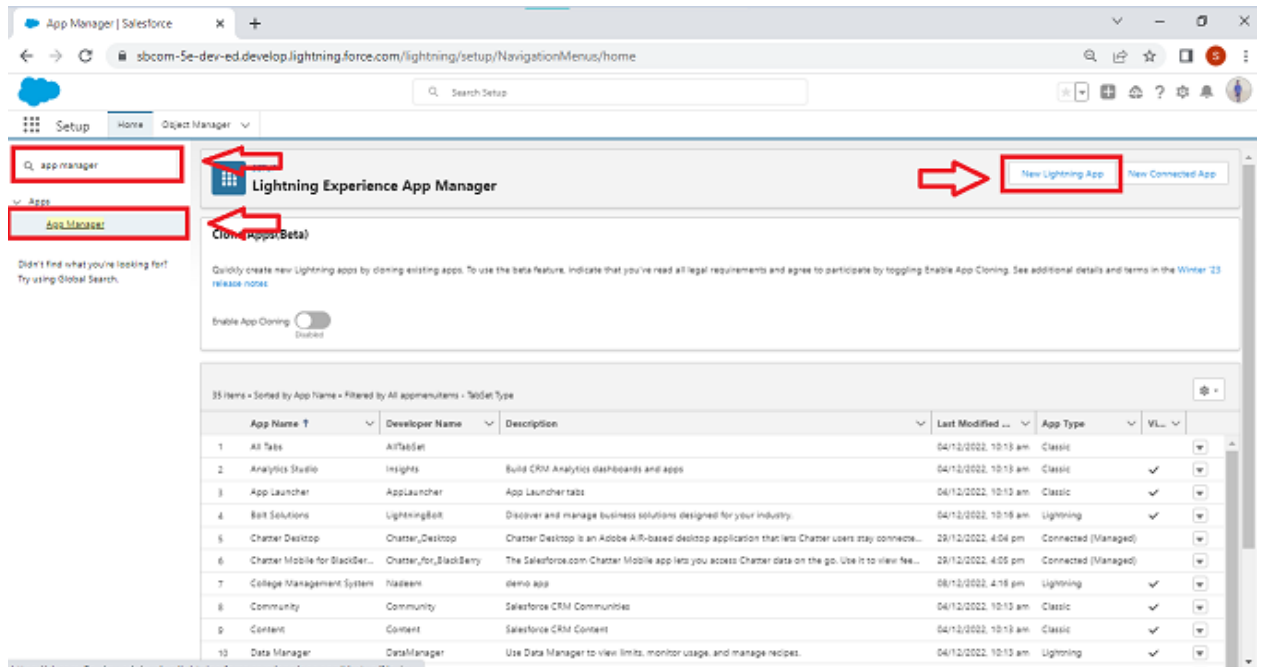 App Manager | Salesforce
sbcom-5e-dev-ed.develop.lightning.force.com/lightning/setup/NavigationMenus/home
S
Search Setup
Setup Home Object Manager
app manager
Apps
App Manager
Didn't find what you're looking for?
Try using Global Search.
Lightning Experience App Manager
New Lightning App New Connected App
Apps(Beta)
Quickly create new Lightning apps by cloning existing apps. To use the beta feature, indicate that you've read all legal requirements and agree to participate by toggling Enable App Cloning. See additional details and terms in the Winter '23
release notes
Enable App Cloning
Disabled
35 items • Sorted by App Name • Filtered by All appmenuitems - TabSet Type
App Name ↑ Developer Name Description Last Modified ... App Type Vi...
1 All Tabs AllTabSet 04/12/2022, 10:13 am Classic
2 Analytics Studio Insights Build CRM Analytics dashboards and apps 04/12/2022, 10:13 am Classic
3 App Launcher AppLauncher App Launcher tabs 04/12/2022, 10:13 am Classic
4 Bolt Solutions LightningBolt Discover and manage business solutions designed for your industry. 04/12/2022, 10:16 am Lightning
5 Chatter Desktop Chatter_Desktop Chatter Desktop is an Adobe AIR-based desktop application that lets Chatter users stay connecte... 29/12/2022, 4:04 pm Connected (Managed)
6 Chatter Mobile for BlackBer... Chatter_for_BlackBerry The Salesforce.com Chatter Mobile app lets you access Chatter data on the go. Use it to view fee... 29/12/2022, 4:05 pm Connected (Managed)
7 College Management System Nadeem demo app 08/12/2022, 4:16 pm Lightning
8 Community Community Salesforce CRM Communities 04/12/2022, 10:13 am Classic
9 Content Content Salesforce CRM Content 04/12/2022, 10:13 am Classic
10 Data Manager DataManager Use Data Manager to view limits, monitor usage, and manage recipes. 04/12/2022, 10:13 am Lightning